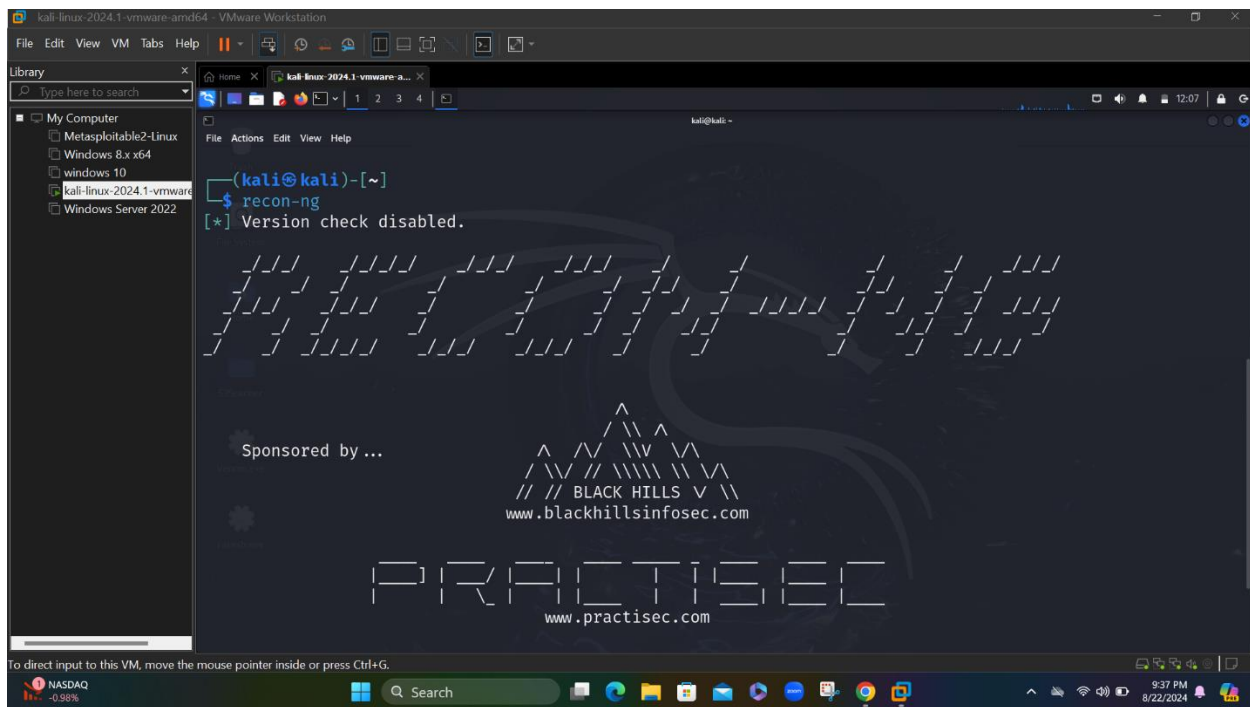 kali-linux-2024.1-vmware-amd64 - VMware Workstation
File Edit View VM Tabs Help
Library
Type here to search
My Computer
Metasploitable2-Linux
Windows 8.x x64
windows 10
kali-linux-2024.1-vmware
Windows Server 2022
Home
kali-linux-2024.1-vmware-a...
1 2 3 4
12:07
kali@kali: ~
File Actions Edit View Help
(kali㉿kali)-[~]
$ recon-ng
[*] Version check disabled.
RECON-NG
Sponsored by...
BLACK HILLS
www.blackhillsinfosec.com
PRACTISEC
www.practisec.com
To direct input to this VM, move the mouse pointer inside or press Ctrl+G.
1
NASDAQ
-0.98%
Search
zoom
9:37 PM
8/22/2024